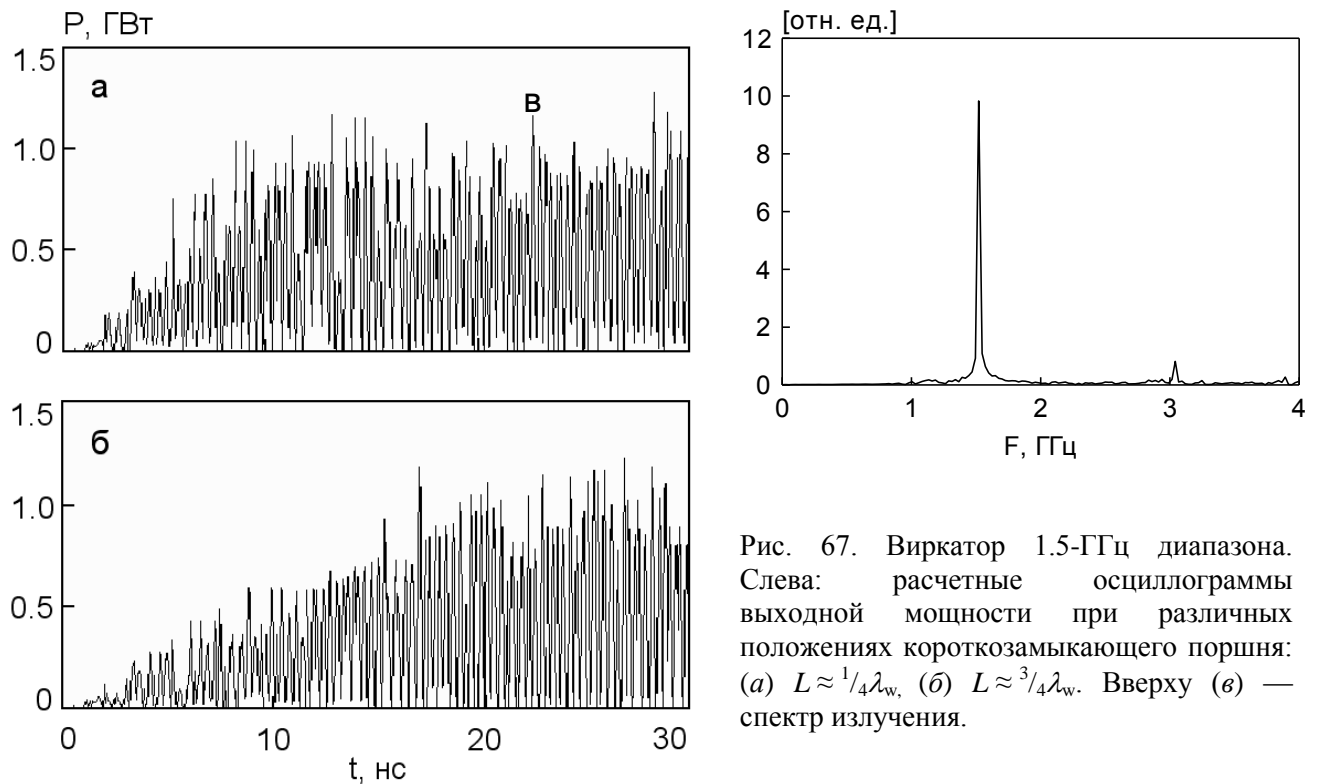 P, ГВт
1.5
а
в
1.0
0.5
0
1.5
б
1.0
0.5
0
0
10
20
30
t, нс
[отн. ед.]
12
10
8
6
4
2
0
0
1
2
3
4
F, ГГц
Рис. 67. Виркатор 1.5-ГГц диапазона.
Слева: расчетные осциллограммы
выходной мощности при различных
положениях короткозамыкающего поршня:
(а) L ≈ 1/4λw, (б) L ≈ 3/4λw. Вверху (в) —
спектр излучения.